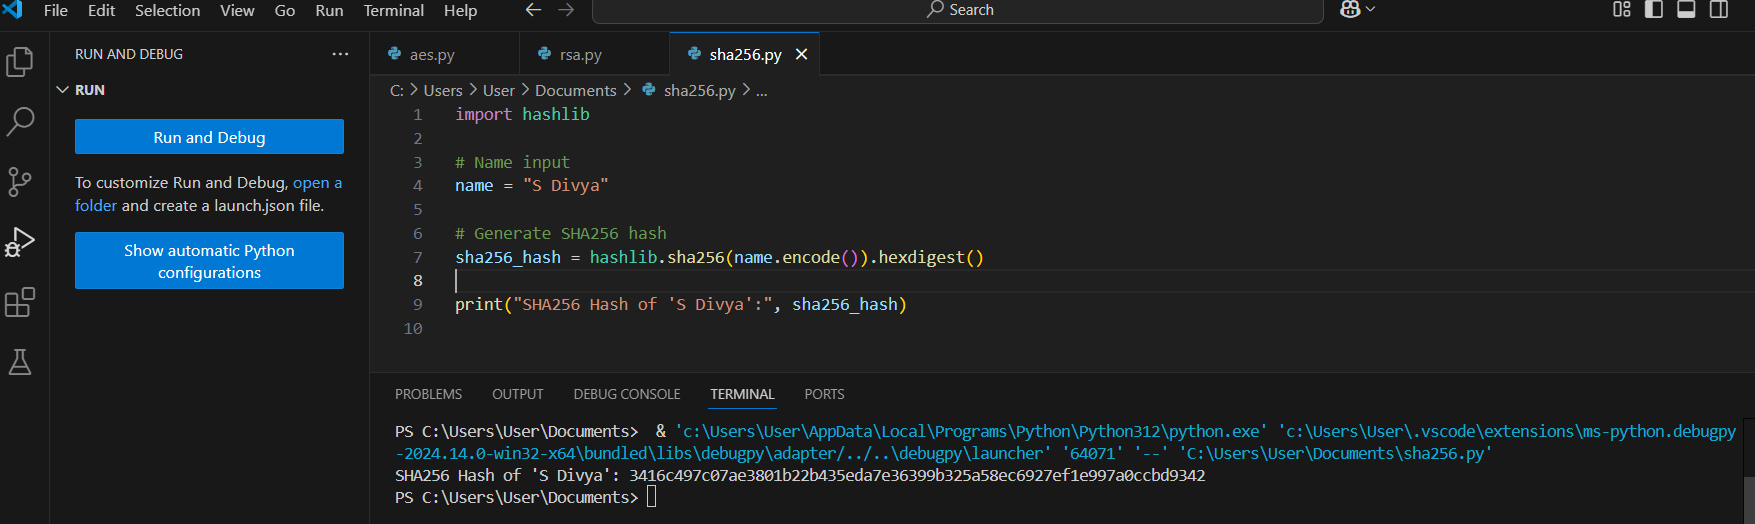 File Edit Selection View Go Run Terminal Help Search
RUN AND DEBUG ...
RUN
Run and Debug
To customize Run and Debug, open a
folder and create a launch.json file.
Show automatic Python
configurations
aes.py rsa.py sha256.py
C: > Users > User > Documents > sha256.py > ...
1 import hashlib
2
3 # Name input
4 name = "S Divya"
5
6 # Generate SHA256 hash
7 sha256_hash = hashlib.sha256(name.encode()).hexdigest()
8
9 print("SHA256 Hash of 'S Divya':", sha256_hash)
10
PROBLEMS OUTPUT DEBUG CONSOLE TERMINAL PORTS
PS C:\Users\User\Documents>  & 'c:\Users\User\AppData\Local\Programs\Python\Python312\python.exe' 'c:\Users\User\.vscode\extensions\ms-python.debugpy
-2024.14.0-win32-x64\bundled\libs\debugpy\adapter/../..\debugpy\launcher' '64071' '--' 'C:\Users\User\Documents\sha256.py'
SHA256 Hash of 'S Divya': 3416c497c07ae3801b22b435eda7e36399b325a58ec6927ef1e997a0ccbd9342
PS C:\Users\User\Documents>